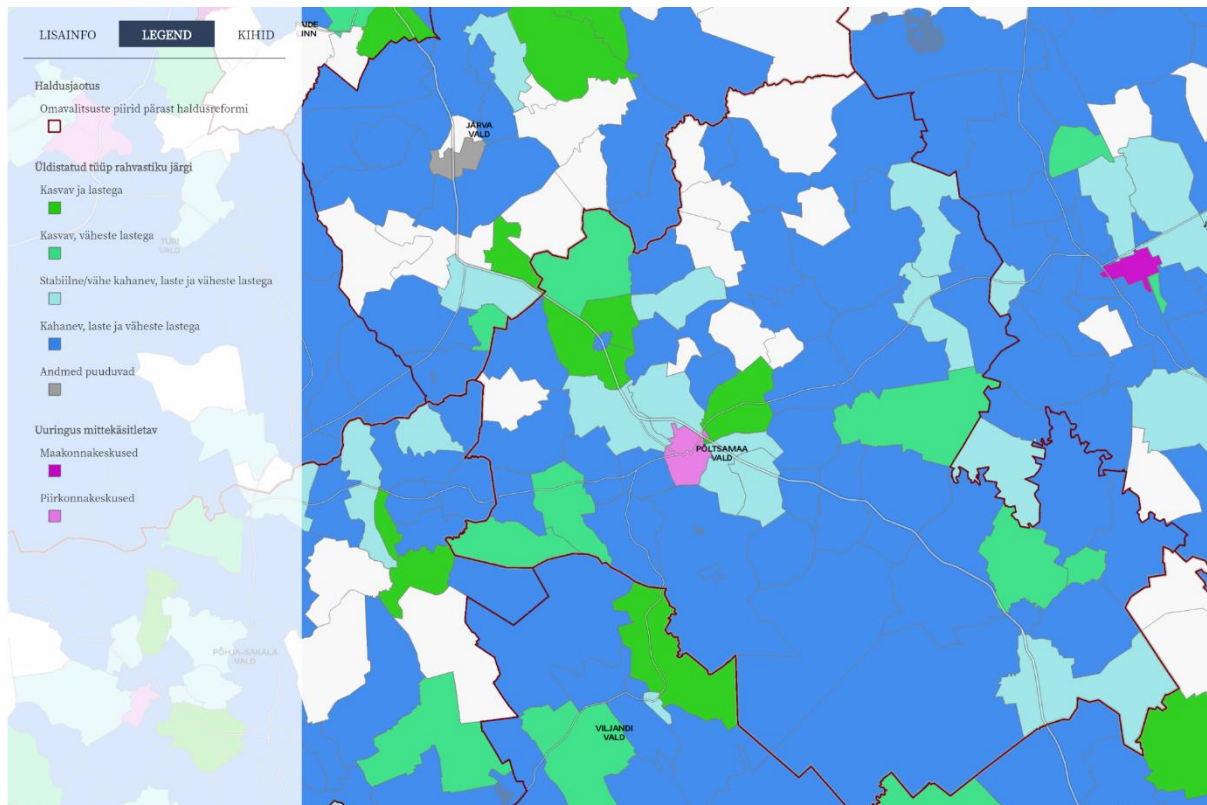 LISAINFO LEGEND KIHID
Haldusjaotus
Omavalitsuste piirid pärast haldusreformi
Üldistatud tüüp rahvastiku järgi
Kasvav ja lastega
Kasvav, väheste lastega
Stabiilne/vähe kahanev, laste ja väheste lastega
Kahanev, laste ja väheste lastega
Andmed puuduvad
Uuringus mittekäsitletav
Maakonnakeskused
Piirkonnakeskused
TÜRI
VALD
PÕHJA-SAKALA
VALD
PAIDE
LINN
JÄRVA
VALD
PÕLTSAMAA
VALD
VILJANDI
VALD